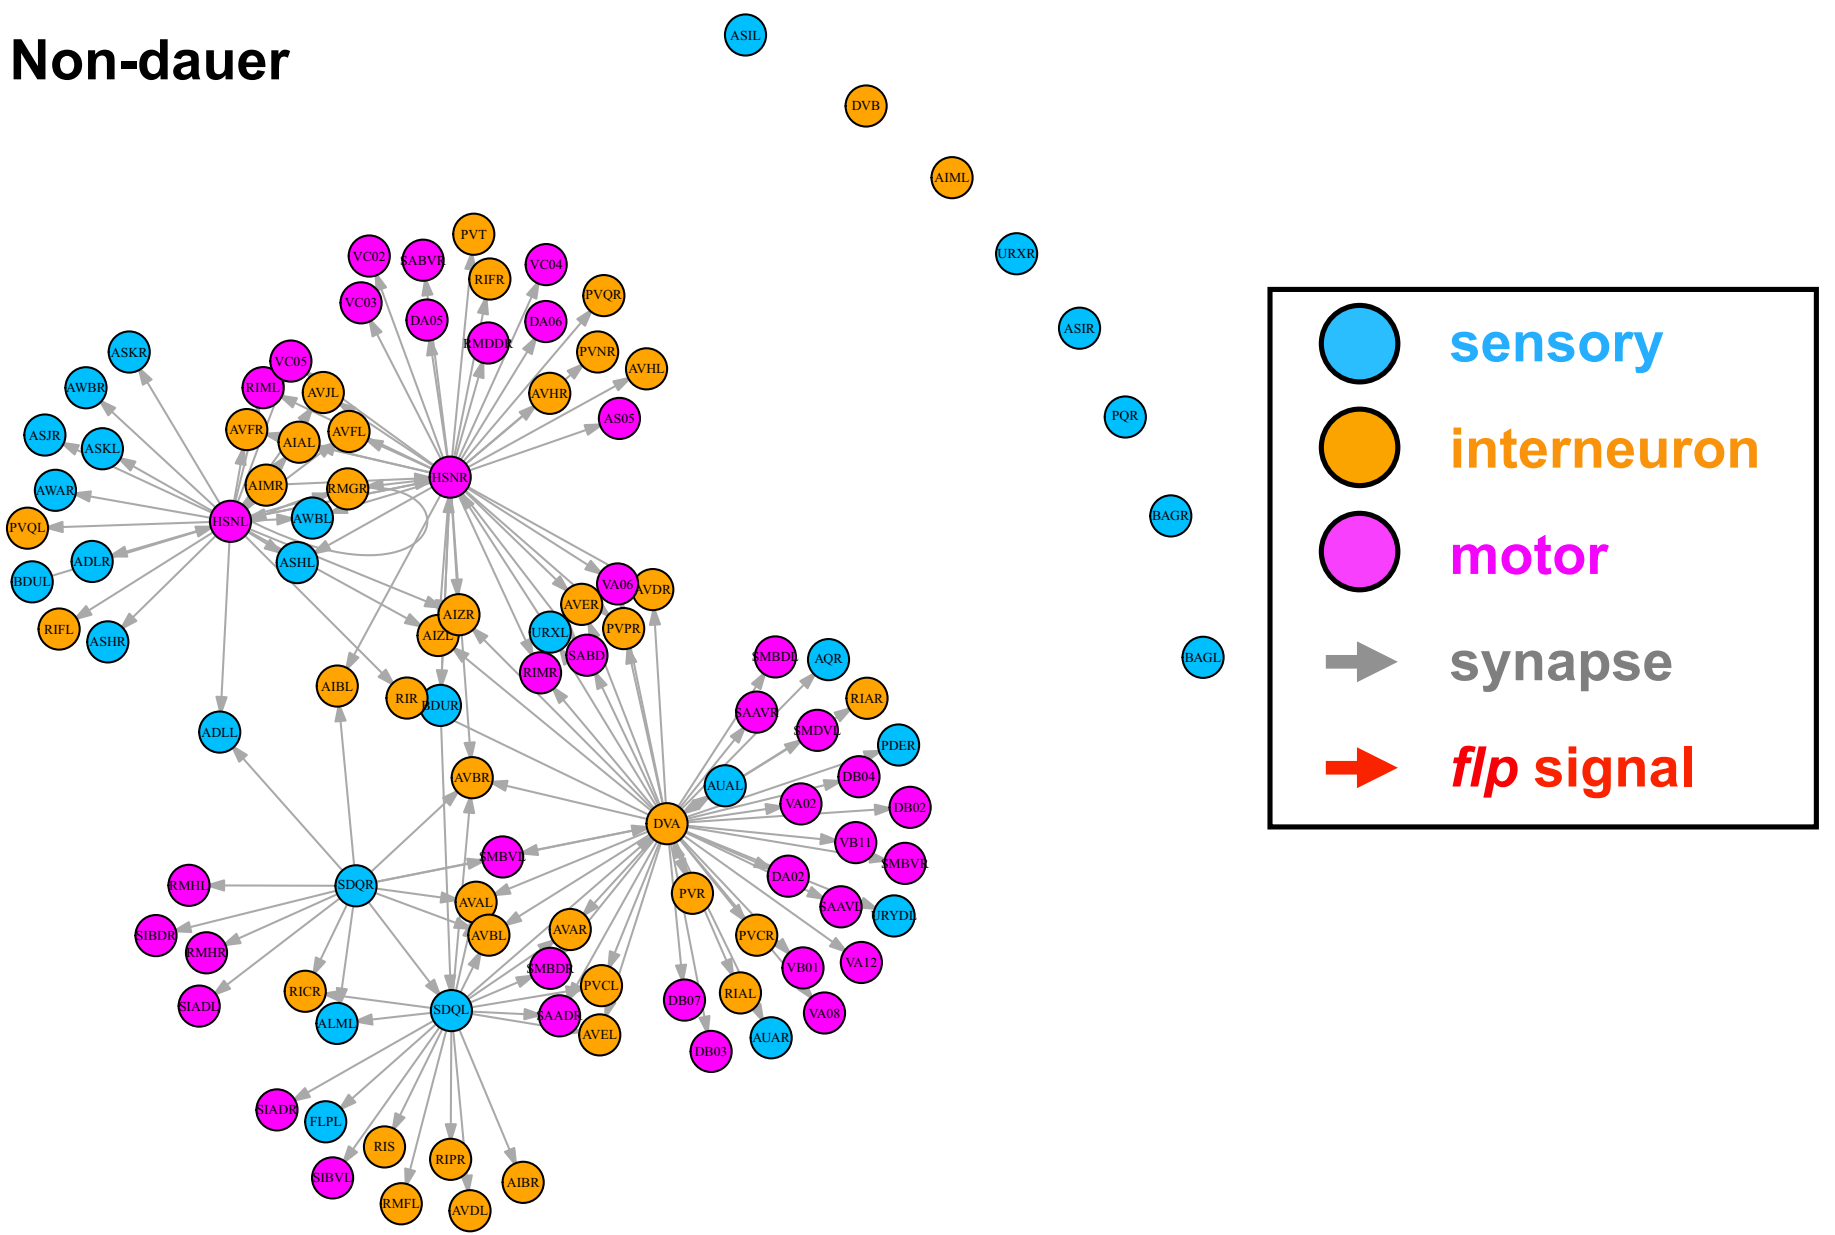 Non-dauer
ASIL
DVB
AIML
URXR
ASIR
PQR
BAGR
BAGL
PVT
VC02
SABVR
RIFR
VC04
VC03
DA05
PVQR
DA06
RMDDR
PVNR
ASKR
VC05
AVHL
AWBR
RIML
AVJL
AVHR
AS05
ASJR
ASKL
AVFR
AIAL
AVFL
HSNR
AWAR
AIMR
RMGR
PVQL
HSNL
AWBL
ADLR
ASHL
BDUL
VA06
AVDR
AVER
RIFL
ASHR
AIZR
AIZL
URXL
PVPR
SABD
RIMR
SMBDL
AQR
AIBL
RIR
BDUR
SAAVR
RIAR
ADLL
SMDVL
PDER
AVBR
AUAL
DB04
VA02
DB02
DVA
VB11
SMBVL
SMBVR
SDQR
RMHL
DA02
PVR
AVAL
SAAVL
URYDL
SIBDR
RMHR
AVBL
AVAR
PVCR
VA12
SMBDR
VB01
RICR
SIADL
PVCL
RIAL
DB07
SDQL
ALML
SAADR
AVEL
VA08
AUAR
DB03
SIADR
FLPL
RIS
RIPR
SIBVL
AIBR
RMFL
AVDL
sensory
interneuron
motor
synapse
flp signal